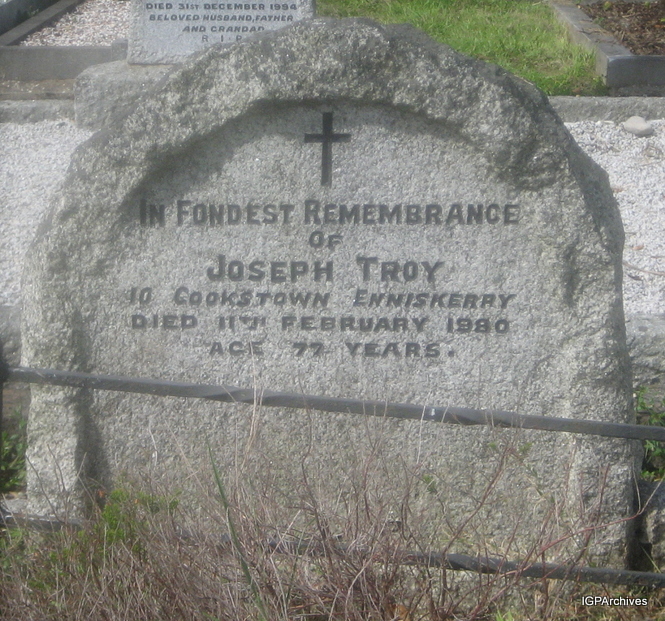 DIED 31ST DECEMBER 1994
BELOVED HUSBAND, FATHER
AND GRANDAD
R. I. P.
IN FONDEST REMEMBRANCE
OF
JOSEPH TROY
10 COOKSTOWN ENNISKERRY
DIED 11TH FEBRUARY 1980
AGE 77 YEARS.
IGPArchives